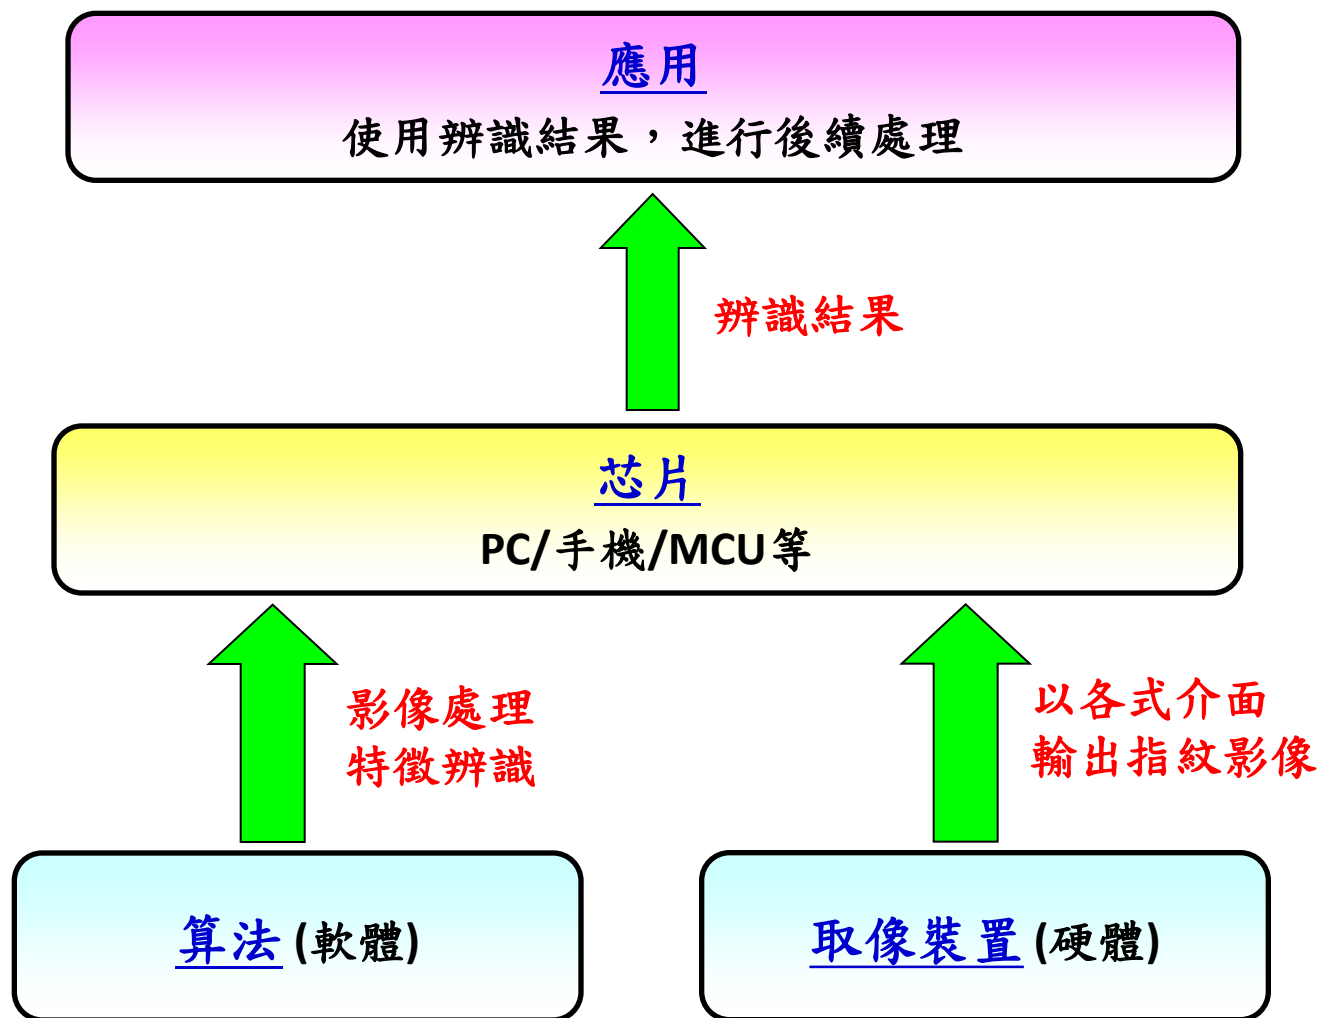 應用
使用辨識結果，進行後續處理
辨識結果
芯片
PC/手機/MCU等
影像處理
特徵辨識
以各式介面
輸出指紋影像
算法 (軟體)
取像裝置 (硬體)